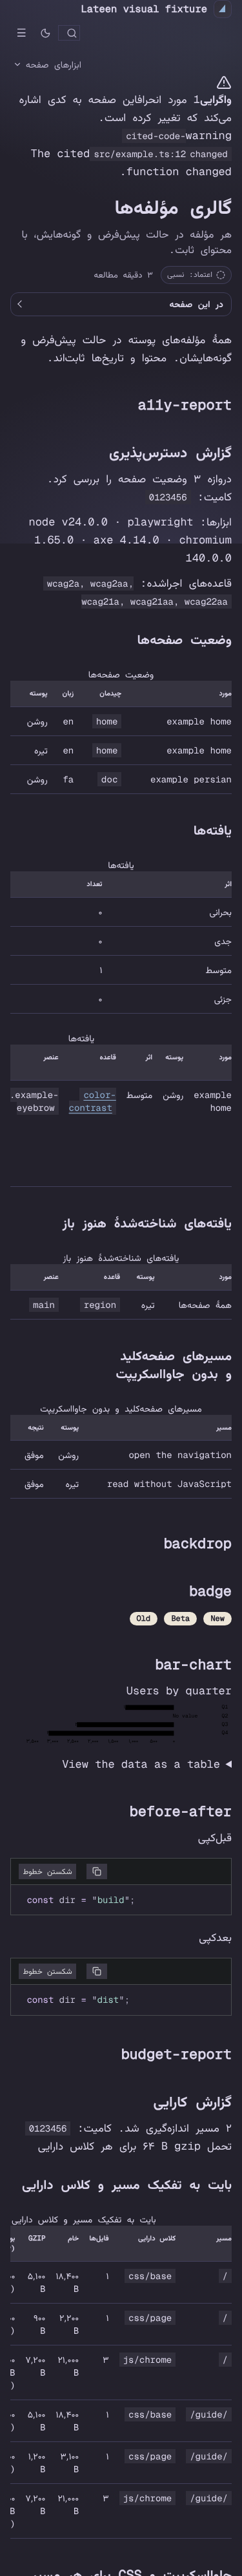 Lateen visual fixture
ابزارهای صفحه
واگرایی1 مورد انحراف‌این صفحه به کدی اشاره
می‌کند که تغییر کرده است.
cited-code-warning
The cited src/example.ts:12 changed
function changed.
گالری مؤلفه‌ها
هر مؤلفه در حالت پیش‌فرض و گونه‌هایش، با
محتوای ثابت.
اعتماد: نسبی
۳ دقیقه مطالعه
در این صفحه
همهٔ مؤلفه‌های پوسته در حالت پیش‌فرض و
گونه‌هایشان. محتوا و تاریخ‌ها ثابت‌اند.
a11y-report
گزارش دسترس‌پذیری
دروازه ۳ وضعیت صفحه را بررسی کرد.
کامیت: 0123456
ابزارها: node v24.0.0 · playwright
1.65.0 · axe 4.14.0 · chromium
140.0.0
قاعده‌های اجراشده: wcag2a, wcag2aa,
wcag21a, wcag21aa, wcag22aa
وضعیت صفحه‌ها
وضعیت صفحه‌ها
مورد چیدمان زبان پوسته
example home home en روشن
example home home en تیره
example persian doc fa روشن
یافته‌ها
یافته‌ها
اثر تعداد
بحرانی ۰
جدی ۰
متوسط ۱
جزئی ۰
یافته‌ها
مورد پوسته اثر قاعده عنصر
example home روشن متوسط color-contrast .example-eyebrow
یافته‌های شناخته‌شدهٔ هنوز باز
یافته‌های شناخته‌شدهٔ هنوز باز
مورد پوسته قاعده عنصر
همهٔ صفحه‌ها تیره region main
مسیرهای صفحه‌کلید
و بدون جاوااسکریپت
مسیرهای صفحه‌کلید و بدون جاوااسکریپت
مسیر پوسته نتیجه
open the navigation روشن موفق
read without JavaScript تیره موفق
backdrop
badge
New Beta Old
bar-chart
Users by quarter
View the data as a table
before-after
قبل‌کپی
شکستن خطوط
const dir = "build";
بعدکپی
شکستن خطوط
const dir = "dist";
budget-report
گزارش کارایی
۲ مسیر اندازه‌گیری شد. کامیت: 0123456
تحمل ۶۴ B gzip برای هر کلاس دارایی
بایت به تفکیک مسیر و کلاس دارایی
بایت به تفکیک مسیر و کلاس دارایی
مسیر کلاس دارایی فایل‌ها خام GZIP
/ css/base ۱ ۱۸,۴۰۰ B ۵,۱۰۰ B
/ css/page ۱ ۲,۲۰۰ B ۹۰۰ B
/ js/chrome ۳ ۲۱,۰۰۰ B ۷,۲۰۰ B
/guide/ css/base ۱ ۱۸,۴۰۰ B ۵,۱۰۰ B
/guide/ css/page ۱ ۳,۱۰۰ B ۱,۲۰۰ B
/guide/ js/chrome ۳ ۲۱,۰۰۰ B ۷,۲۰۰ B